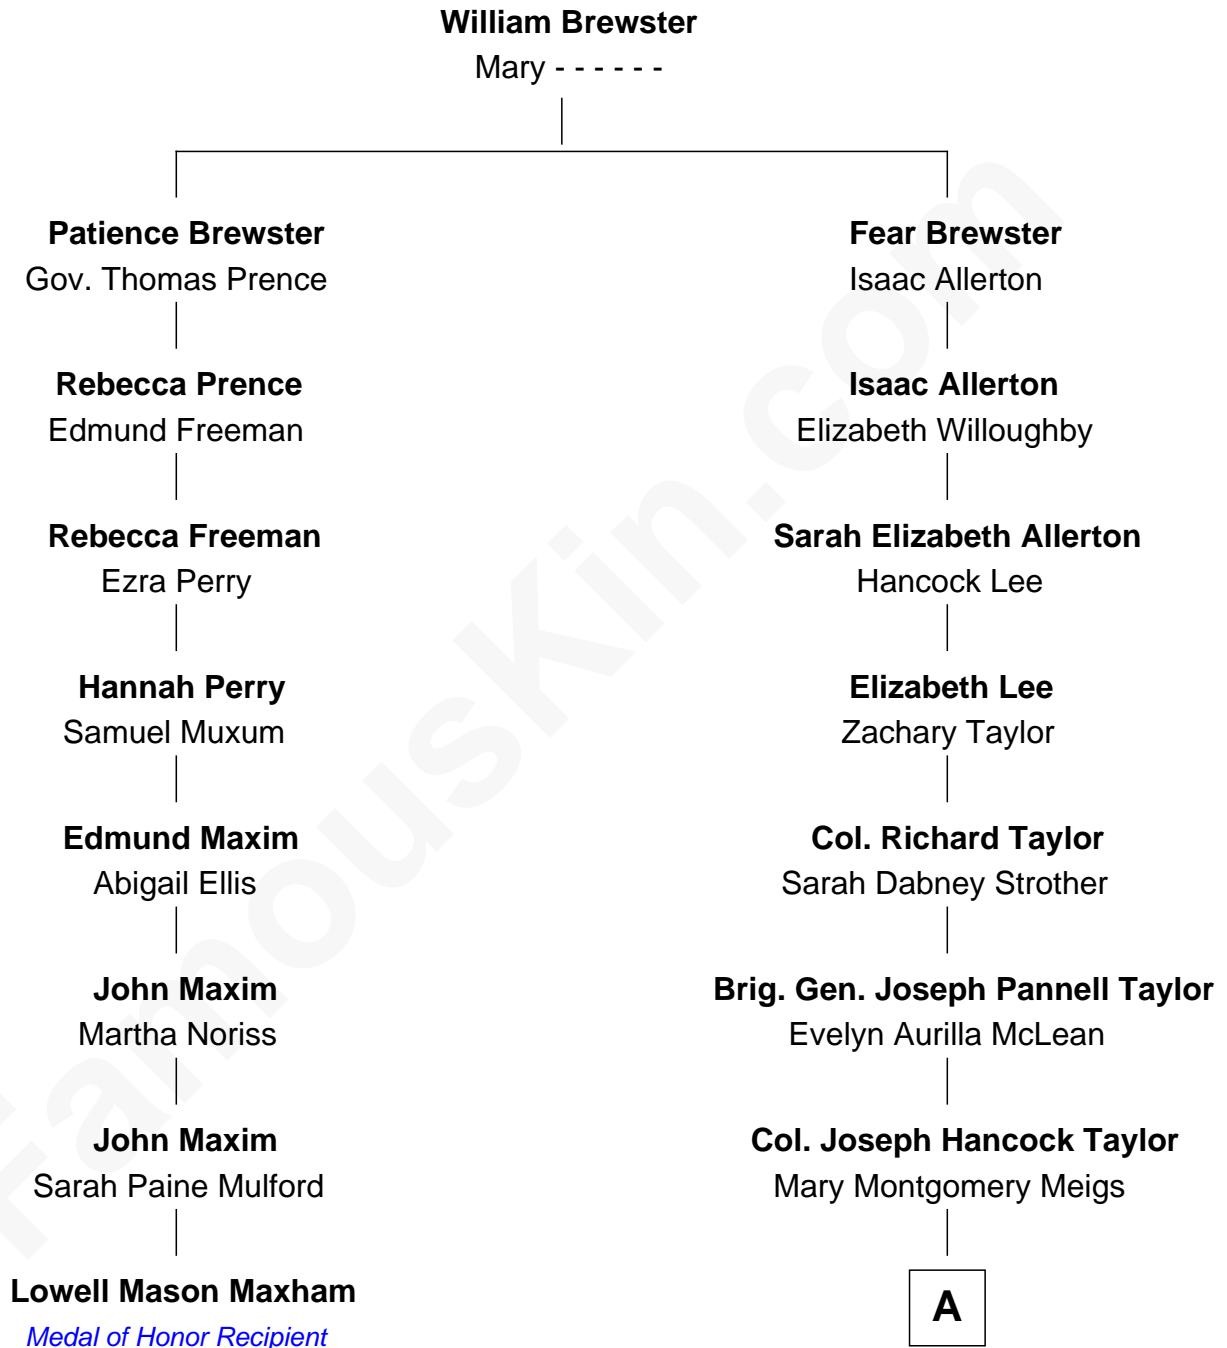 William Brewster
Mary - - - - - -
Patience Brewster
Gov. Thomas Prence
Fear Brewster
Isaac Allerton
Rebecca Prence
Edmund Freeman
Isaac Allerton
Elizabeth Willoughby
Rebecca Freeman
Ezra Perry
Sarah Elizabeth Allerton
Hancock Lee
Hannah Perry
Samuel Muxum
Elizabeth Lee
Zachary Taylor
Edmund Maxim
Abigail Ellis
Col. Richard Taylor
Sarah Dabney Strother
John Maxim
Martha Noriss
Brig. Gen. Joseph Pannell Taylor
Evelyn Aurilla McLean
John Maxim
Sarah Paine Mulford
Col. Joseph Hancock Taylor
Mary Montgomery Meigs
Lowell Mason Maxham
Medal of Honor Recipient
A
FamousKin.com